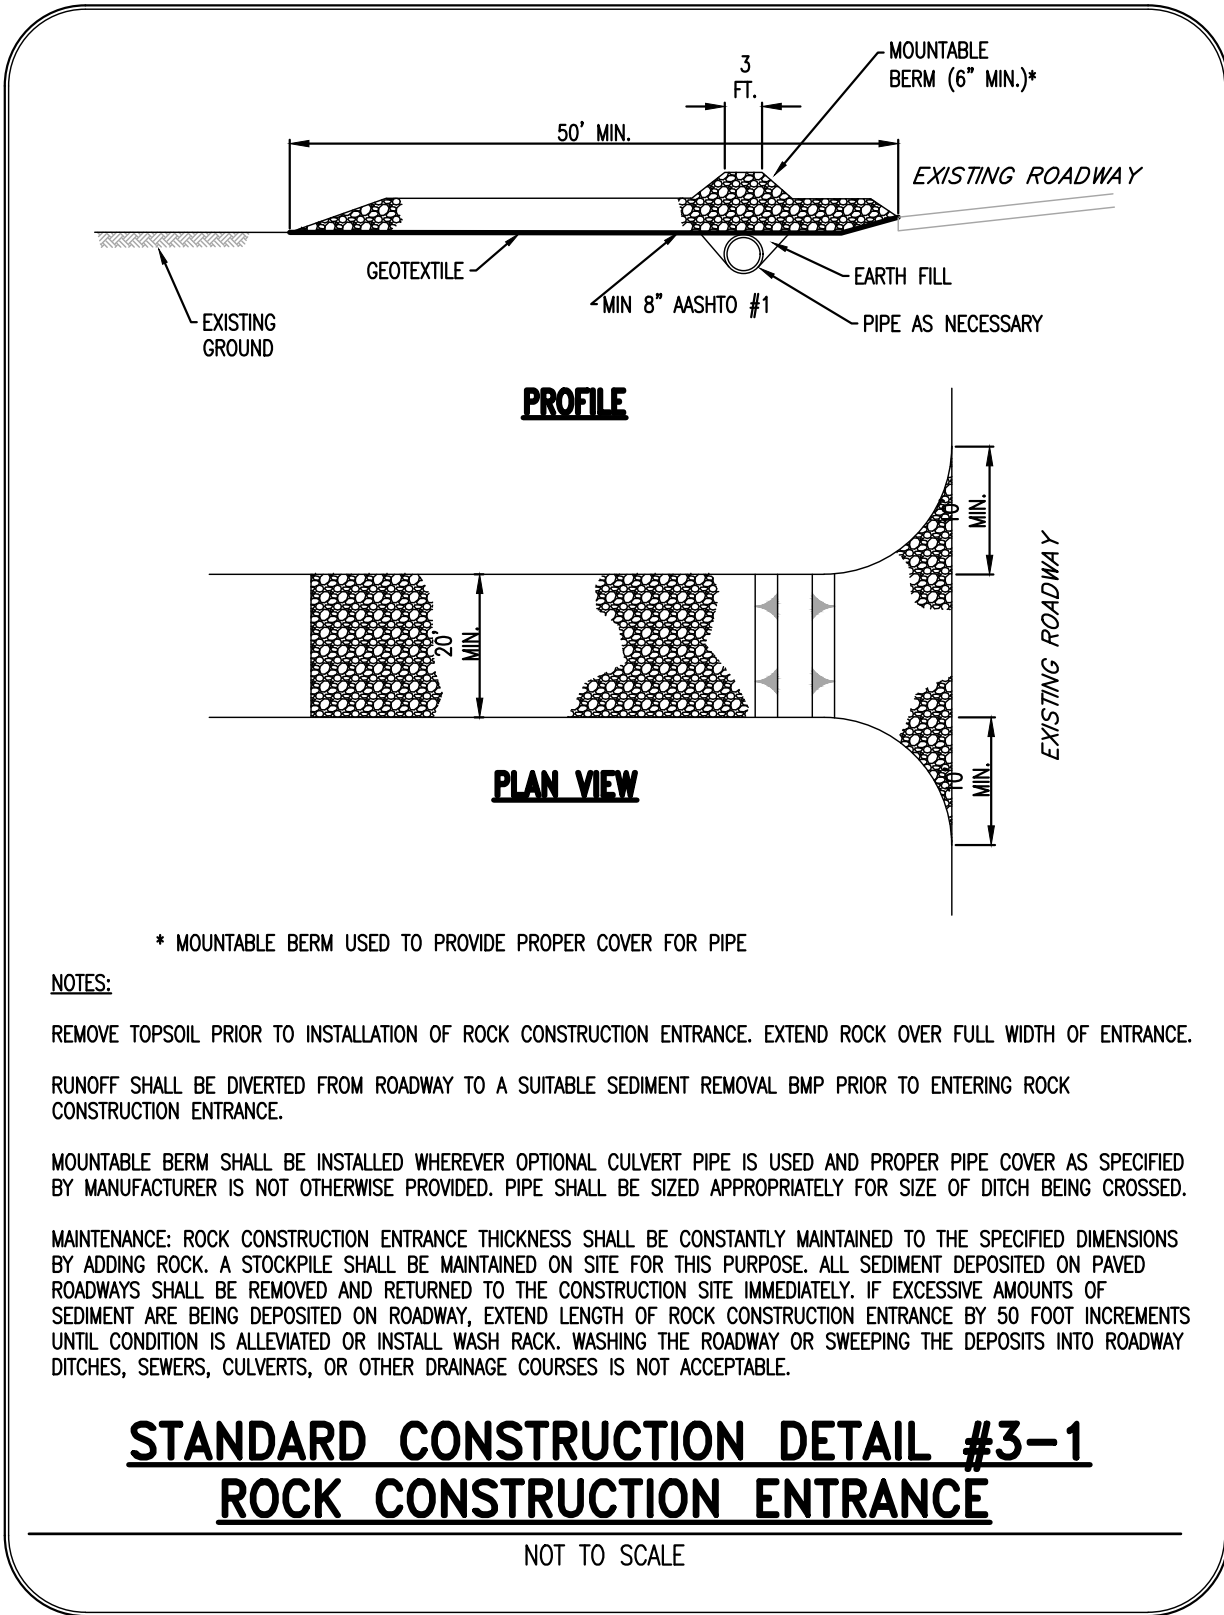 3
FT.
MOUNTABLE
BERM (6" MIN.)*
50' MIN.
EXISTING ROADWAY
GEOTEXTILE
EARTH FILL
MIN 8" AASHTO #1
PIPE AS NECESSARY
EXISTING
GROUND
PROFILE
10'
MIN.
EXISTING ROADWAY
20'
MIN.
10'
MIN.
PLAN VIEW
* MOUNTABLE BERM USED TO PROVIDE PROPER COVER FOR PIPE
NOTES:
REMOVE TOPSOIL PRIOR TO INSTALLATION OF ROCK CONSTRUCTION ENTRANCE. EXTEND ROCK OVER FULL WIDTH OF ENTRANCE.
RUNOFF SHALL BE DIVERTED FROM ROADWAY TO A SUITABLE SEDIMENT REMOVAL BMP PRIOR TO ENTERING ROCK
CONSTRUCTION ENTRANCE.
MOUNTABLE BERM SHALL BE INSTALLED WHEREVER OPTIONAL CULVERT PIPE IS USED AND PROPER PIPE COVER AS SPECIFIED
BY MANUFACTURER IS NOT OTHERWISE PROVIDED. PIPE SHALL BE SIZED APPROPRIATELY FOR SIZE OF DITCH BEING CROSSED.
MAINTENANCE: ROCK CONSTRUCTION ENTRANCE THICKNESS SHALL BE CONSTANTLY MAINTAINED TO THE SPECIFIED DIMENSIONS
BY ADDING ROCK. A STOCKPILE SHALL BE MAINTAINED ON SITE FOR THIS PURPOSE. ALL SEDIMENT DEPOSITED ON PAVED
ROADWAYS SHALL BE REMOVED AND RETURNED TO THE CONSTRUCTION SITE IMMEDIATELY. IF EXCESSIVE AMOUNTS OF
SEDIMENT ARE BEING DEPOSITED ON ROADWAY, EXTEND LENGTH OF ROCK CONSTRUCTION ENTRANCE BY 50 FOOT INCREMENTS
UNTIL CONDITION IS ALLEVIATED OR INSTALL WASH RACK. WASHING THE ROADWAY OR SWEEPING THE DEPOSITS INTO ROADWAY
DITCHES, SEWERS, CULVERTS, OR OTHER DRAINAGE COURSES IS NOT ACCEPTABLE.
STANDARD CONSTRUCTION DETAIL #3-1
ROCK CONSTRUCTION ENTRANCE
NOT TO SCALE